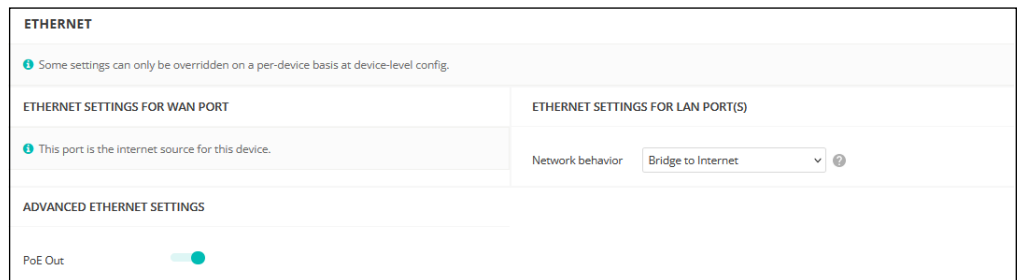 ETHERNET
Some settings can only be overridden on a per-device basis at device-level config.
ETHERNET SETTINGS FOR WAN PORT
This port is the internet source for this device.
ETHERNET SETTINGS FOR LAN PORT(S)
Network behavior Bridge to Internet
ADVANCED ETHERNET SETTINGS
PoE Out